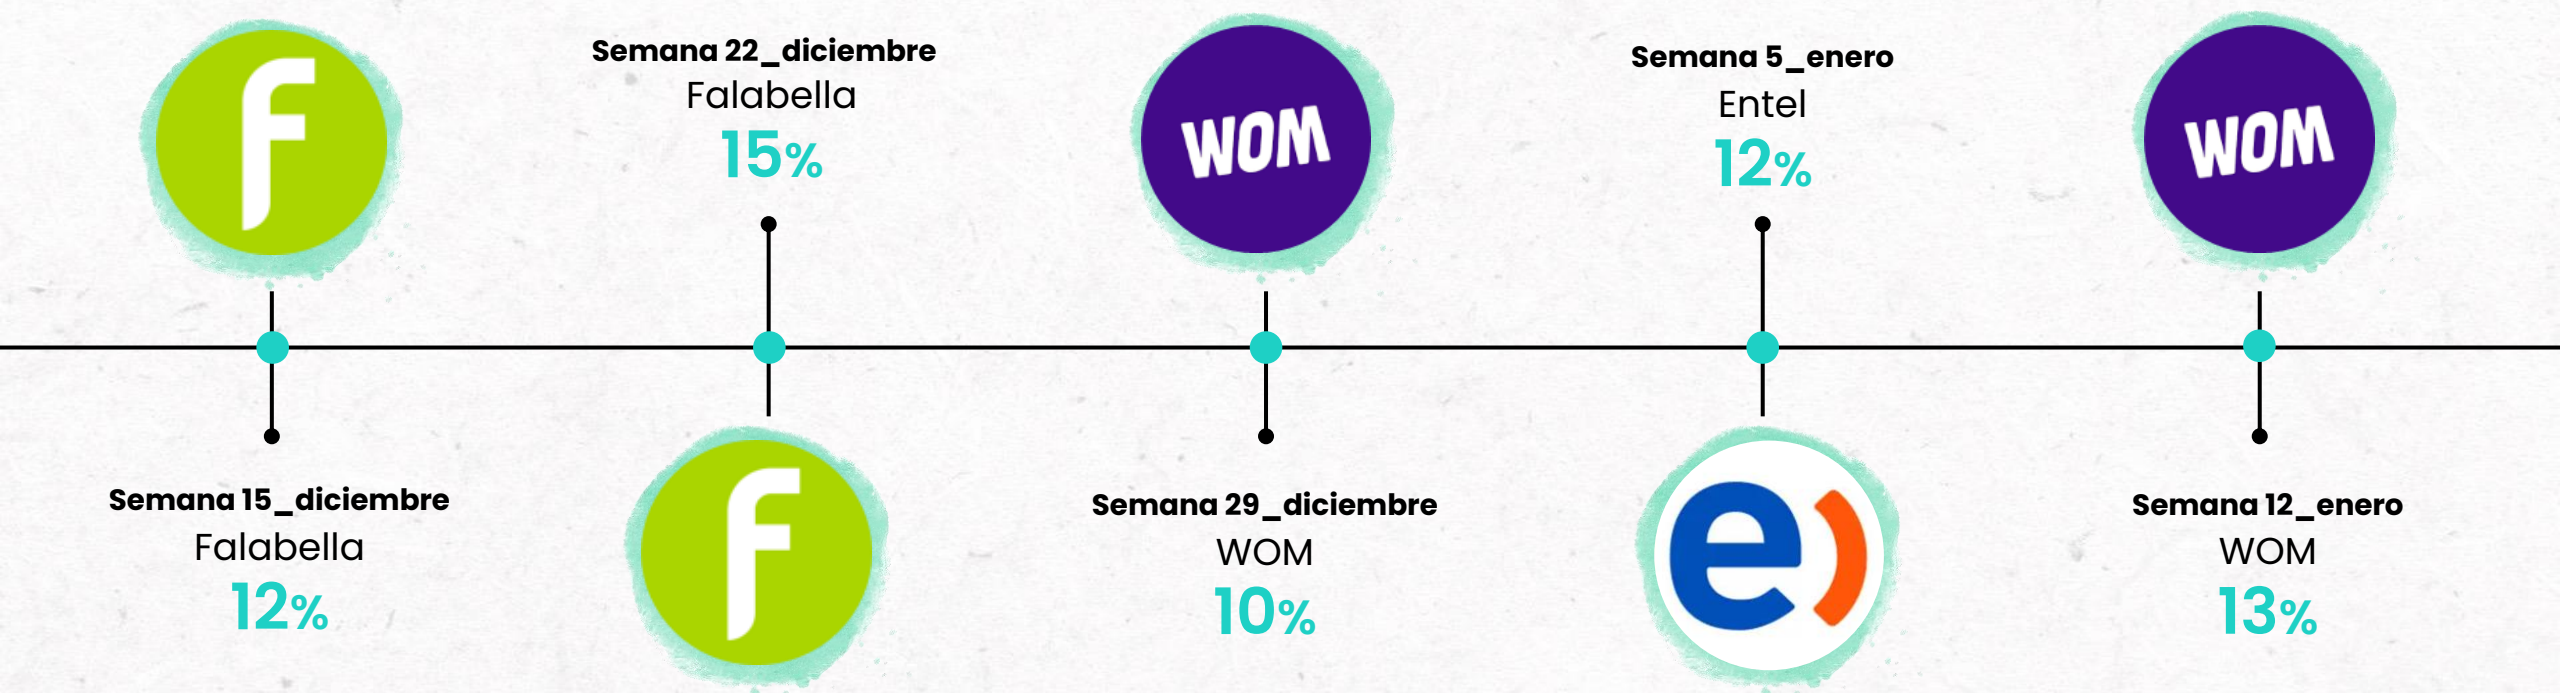 Semana 15_diciembre
Falabella
12%
Semana 22_diciembre
Falabella
15%
WOM
Semana 29_diciembre
WOM
10%
Semana 5_enero
Entel
12%
e)
WOM
Semana 12_enero
WOM
13%